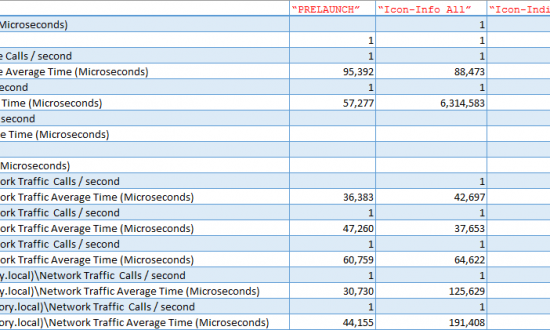 "PRELAUNCH" "Icon-Info All" "Icon-Indi
Microseconds) 1
1 1
e Calls / second 1
e Average Time (Microseconds) 95,392 88,473
econd 1 1
Time (Microseconds) 57,277 6,314,583
second
e Time (Microseconds)
Microseconds)
ork Traffic Calls / second 1
ork Traffic Average Time (Microseconds) 36,383 42,697
ork Traffic Calls / second 1 1
ork Traffic Average Time (Microseconds) 47,260 37,653
ork Traffic Calls / second 1 1
ork Traffic Average Time (Microseconds) 60,759 64,622
ry.local)\Network Traffic Calls / second 1 1
ry.local)\Network Traffic Average Time (Microseconds) 30,730 125,629
ory.local)\Network Traffic Calls / second 1 1
ory.local)\Network Traffic Average Time (Microseconds) 44,155 191,408